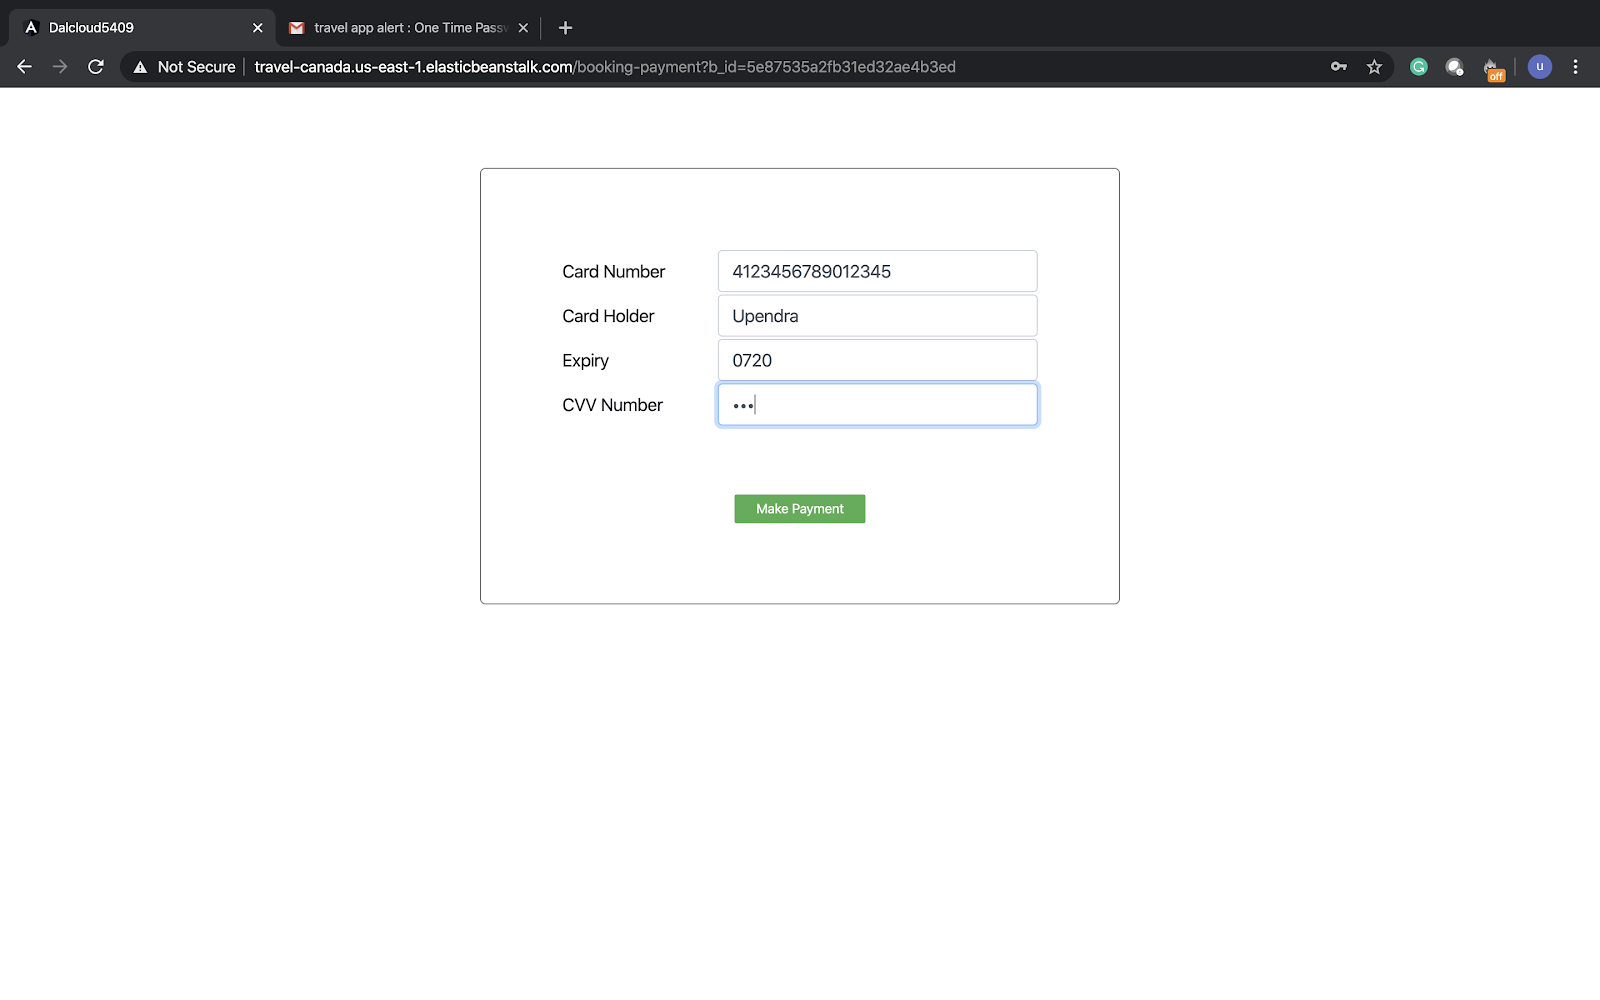 Dalcloud5409
travel app alert : One Time Passw
Not Secure
travel-canada.us-east-1.elasticbeanstalk.com/booking-payment?b_id=5e87535a2fb31ed32ae4b3ed
off
u
Card Number 4123456789012345
Card Holder Upendra
Expiry 0720
CVV Number •••
Make Payment